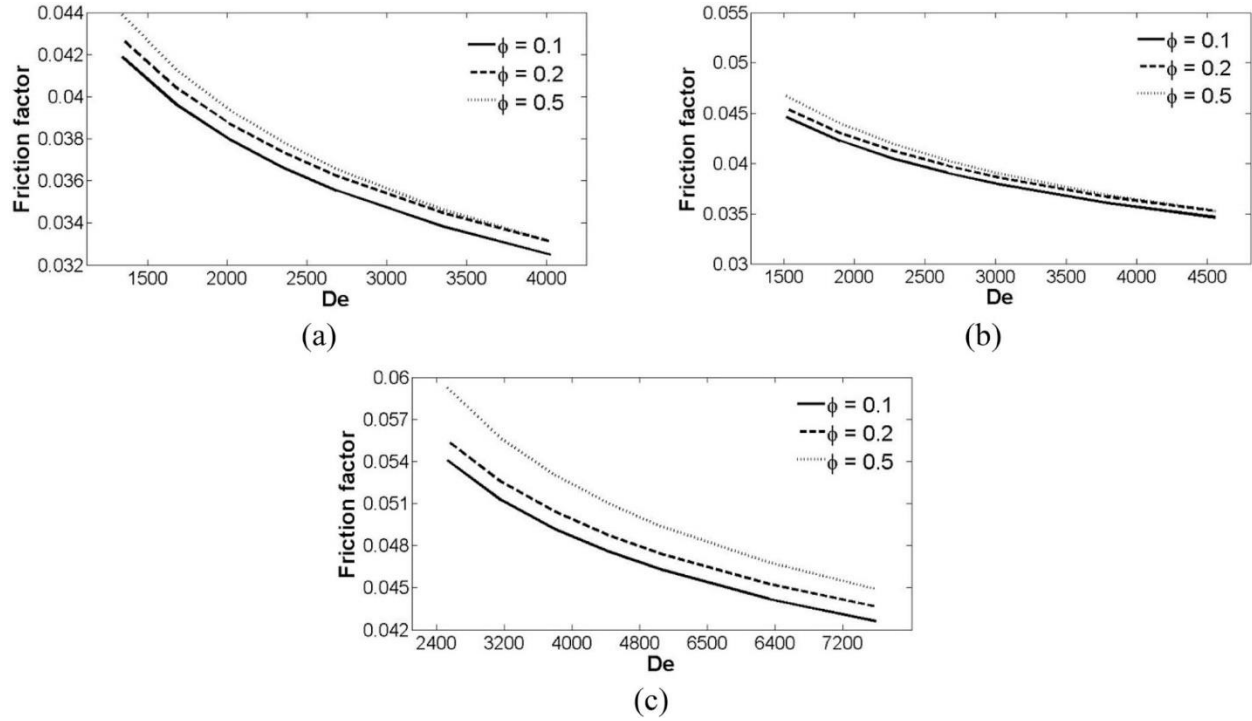 0.044
0.042
0.04
0.038
0.036
0.034
0.032
Friction factor
ϕ = 0.1
ϕ = 0.2
ϕ = 0.5
1500 2000 2500 3000 3500 4000
De
(a)
0.055
0.05
0.045
0.04
0.035
0.03
Friction factor
ϕ = 0.1
ϕ = 0.2
ϕ = 0.5
1500 2000 2500 3000 3500 4000 4500
De
(b)
0.06
0.057
0.054
0.051
0.048
0.045
0.042
Friction factor
ϕ = 0.1
ϕ = 0.2
ϕ = 0.5
2400 3200 4000 4800 6500 6400 7200
De
(c)